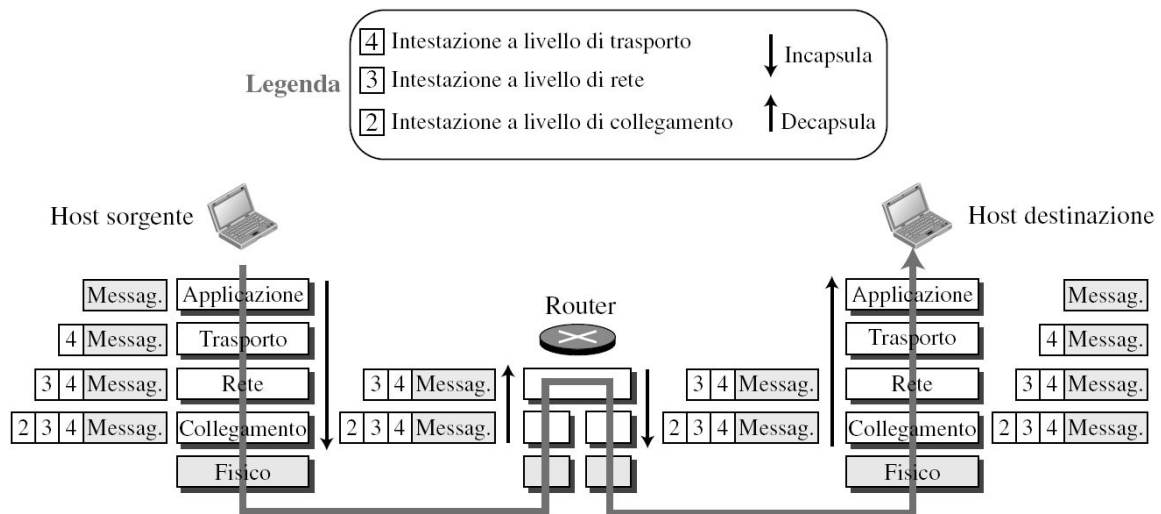 4 Intestazione a livello di trasporto
Incapsula
Legenda
3 Intestazione a livello di rete
2 Intestazione a livello di collegamento
Decapsula
Host sorgente
Host destinazione
Messag. Applicazione
Router
Applicazione Messag.
4 Messag. Trasporto
Trasporto 4 Messag.
3 4 Messag. Rete
3 4 Messag.
3 4 Messag.
Rete 3 4 Messag.
2 3 4 Messag. Collegamento
2 3 4 Messag.
2 3 4 Messag.
Collegamento 2 3 4 Messag.
Fisico
Fisico